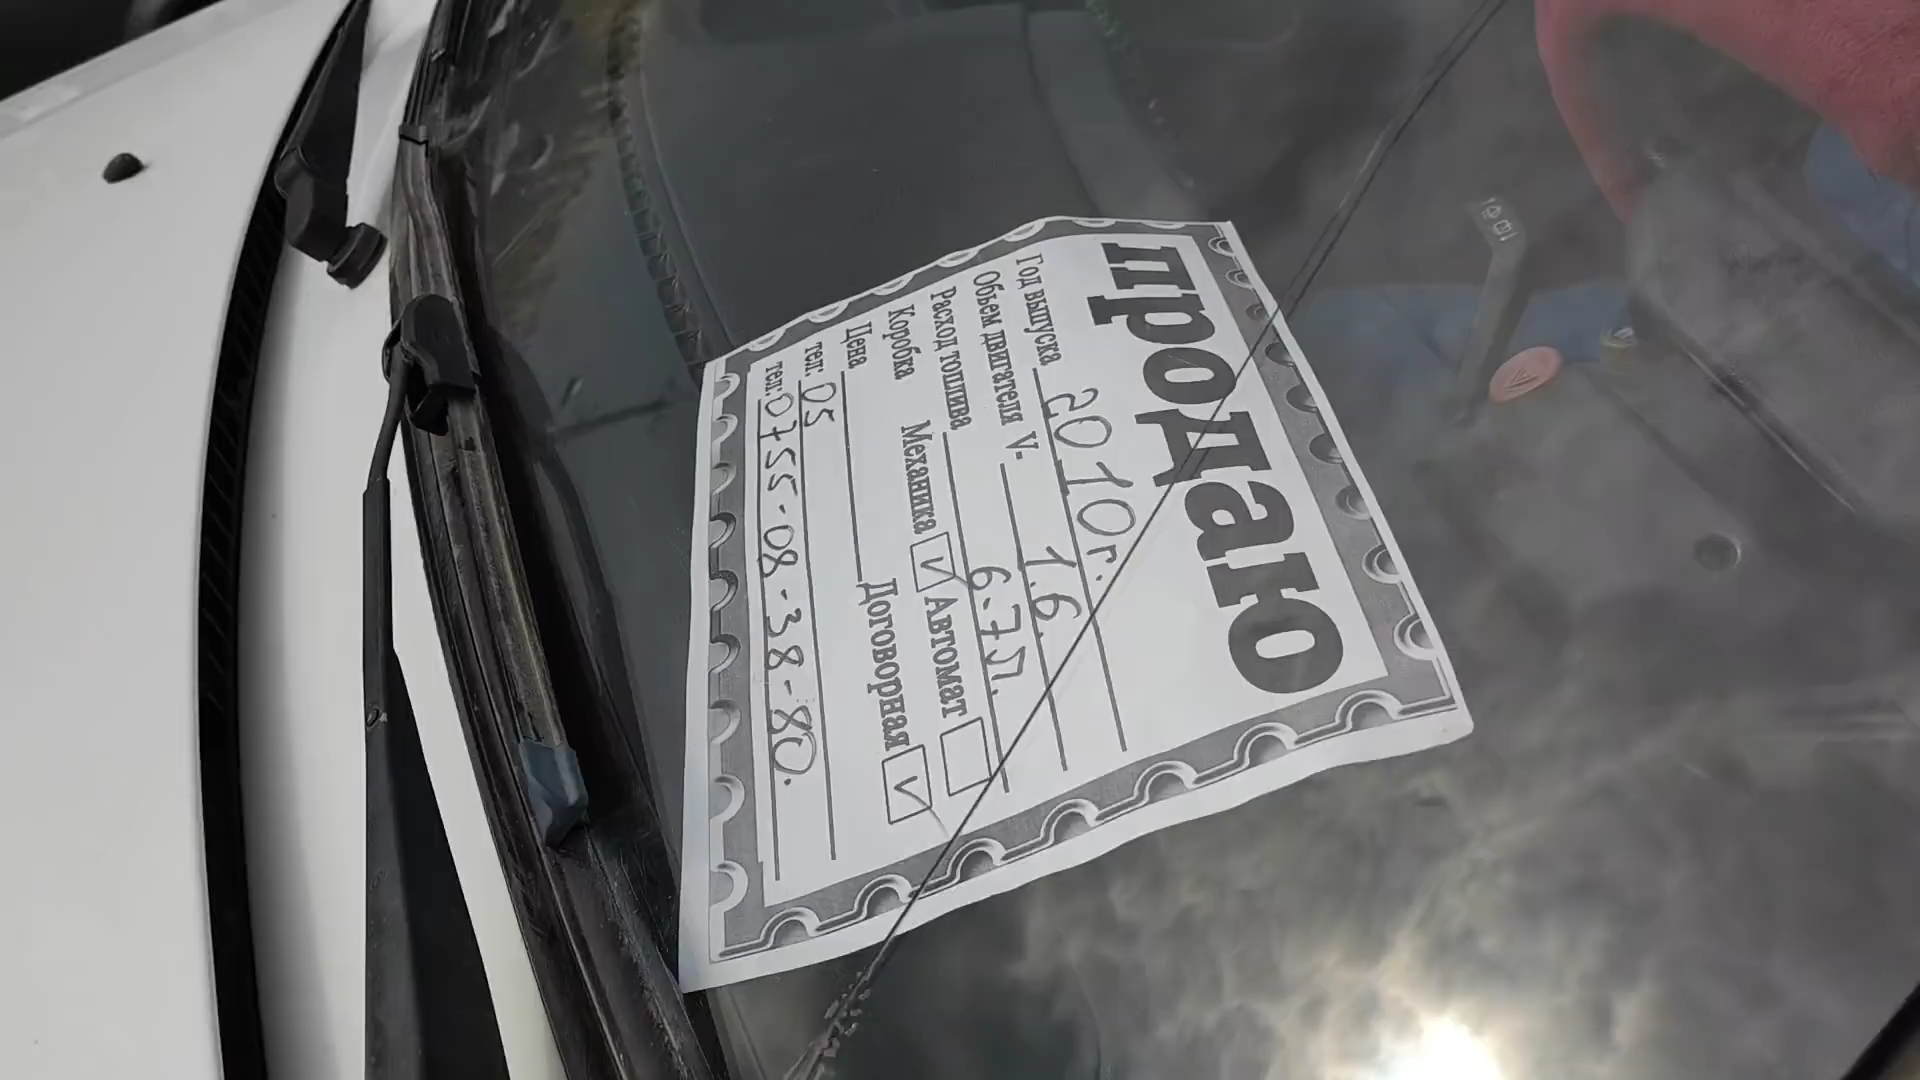 продаю
Год выпуска 2010г.
Объем двигателя V- 1.6.
Расход топлива 6-7л.
Коробка Механика ☑ Автомат ☐
Цена Договорная ☑
тел: 05
тел: 0755-08-38-80.